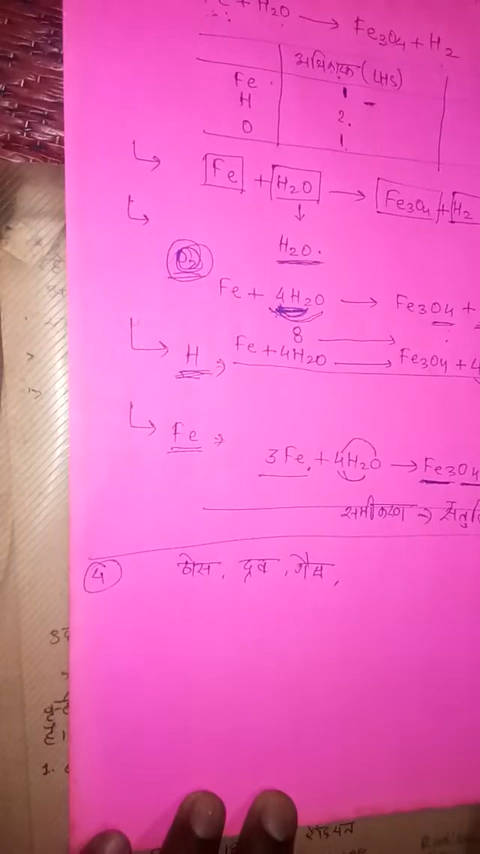 + H₂O → Fe₃O₄ + H₂
अभिकारक (LHS)
Fe 1
H 2
O 1
Fe + H₂O → Fe₃O₄ + H₂
↓
H₂O
Fe + 4H₂O → Fe₃O₄ +
8 →
H ⇒ Fe + 4H₂O → Fe₃O₄ + 4
Fe ⇒
3Fe + 4H₂O → Fe₃O₄
समीकरण ⇒
५ ठोस, द्रव, गैस,